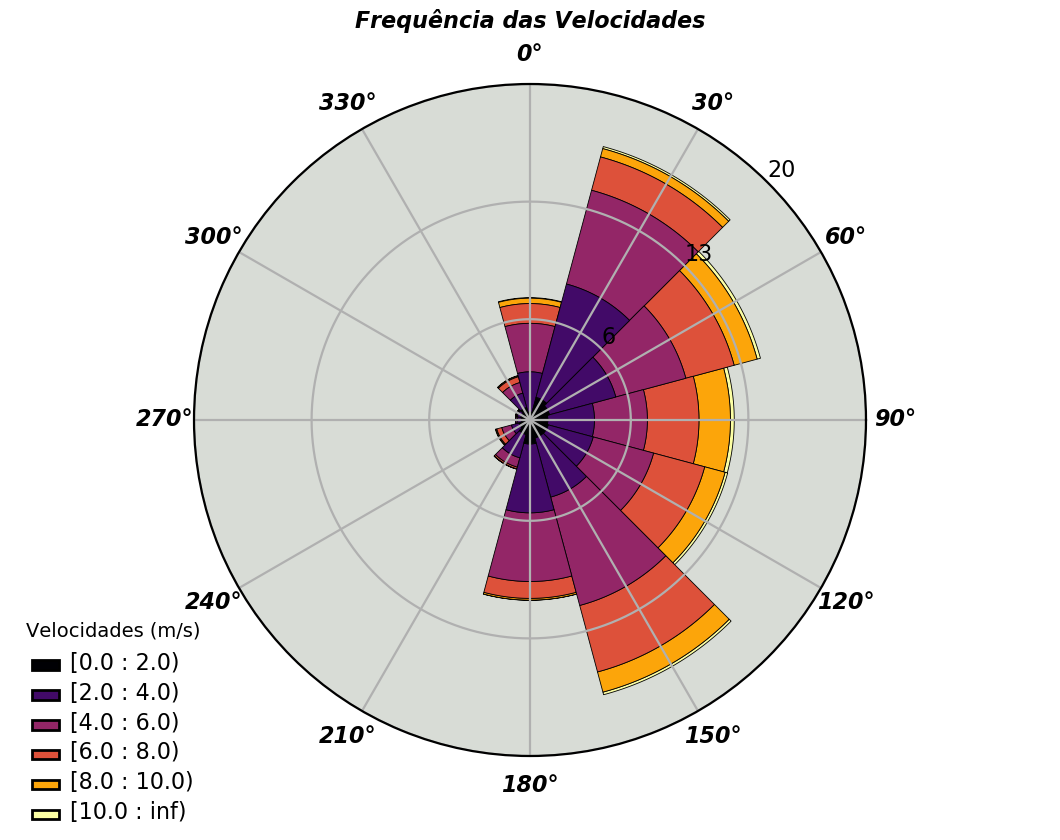 Frequência das Velocidades
0°
330°
30°
20
300°
60°
13
6
270°
90°
240°
120°
210°
150°
180°
Velocidades (m/s)
[0.0 : 2.0)
[2.0 : 4.0)
[4.0 : 6.0)
[6.0 : 8.0)
[8.0 : 10.0)
[10.0 : inf)